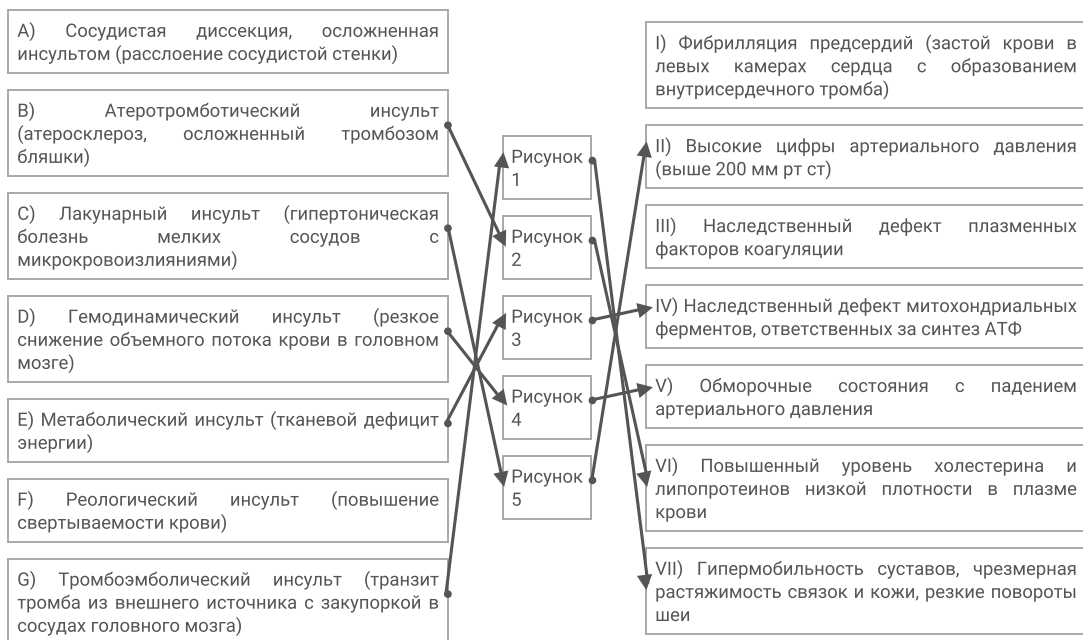 A) Сосудистая диссекция, осложненная
инсультом (расслоение сосудистой стенки)
B) Атеротромботический инсульт
(атеросклероз, осложненный тромбозом
бляшки)
C) Лакунарный инсульт (гипертоническая
болезнь мелких сосудов с
микрокровоизлияниями)
D) Гемодинамический инсульт (резкое
снижение объемного потока крови в головном
мозге)
E) Метаболический инсульт (тканевой дефицит
энергии)
F) Реологический инсульт (повышение
свертываемости крови)
G) Тромбоэмболический инсульт (транзит
тромба из внешнего источника с закупоркой в
сосудах головного мозга)
Рисунок
1
Рисунок
2
Рисунок
3
Рисунок
4
Рисунок
5
I) Фибрилляция предсердий (застой крови в
левых камерах сердца с образованием
внутрисердечного тромба)
II) Высокие цифры артериального давления
(выше 200 мм рт ст)
III) Наследственный дефект плазменных
факторов коагуляции
IV) Наследственный дефект митохондриальных
ферментов, ответственных за синтез АТФ
V) Обморочные состояния с падением
артериального давления
VI) Повышенный уровень холестерина и
липопротеинов низкой плотности в плазме
крови
VII) Гипермобильность суставов, чрезмерная
растяжимость связок и кожи, резкие повороты
шеи